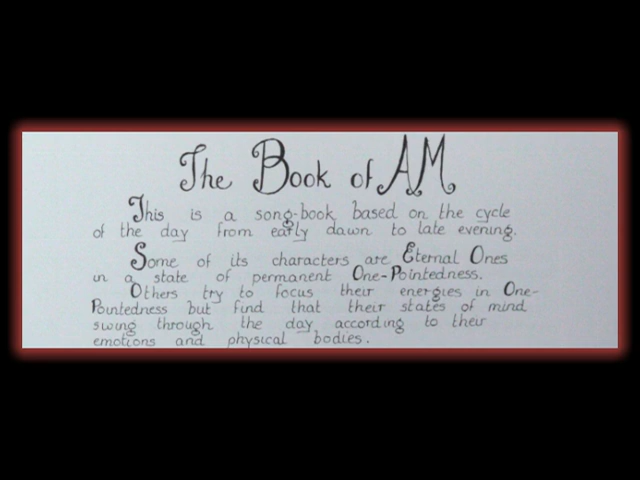 The Book of AM
This is a song-book based on the cycle
of the day from early dawn to late evening.
Some of its characters are Eternal Ones
in a state of permanent One-Pointedness.
Others try to focus their energies in One-
Pointedness but find that their states of mind
swing through the day according to their
emotions and physical bodies.